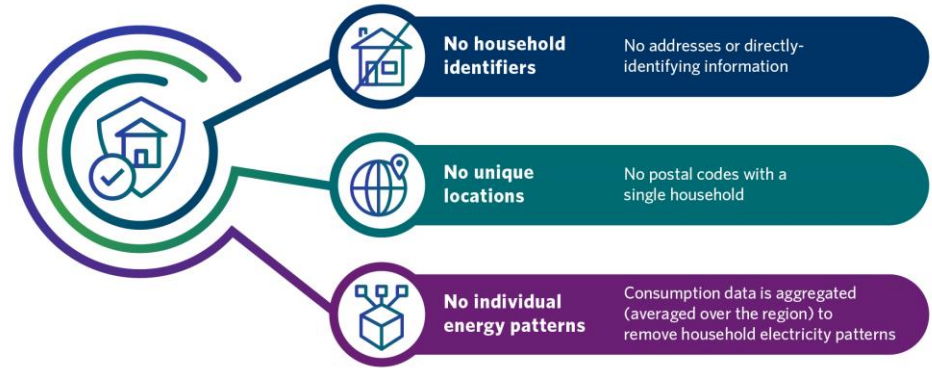 No household
identifiers
No addresses or directly-
identifying information
No unique
locations
No postal codes with a
single household
No individual
energy patterns
Consumption data is aggregated
(averaged over the region) to
remove household electricity patterns